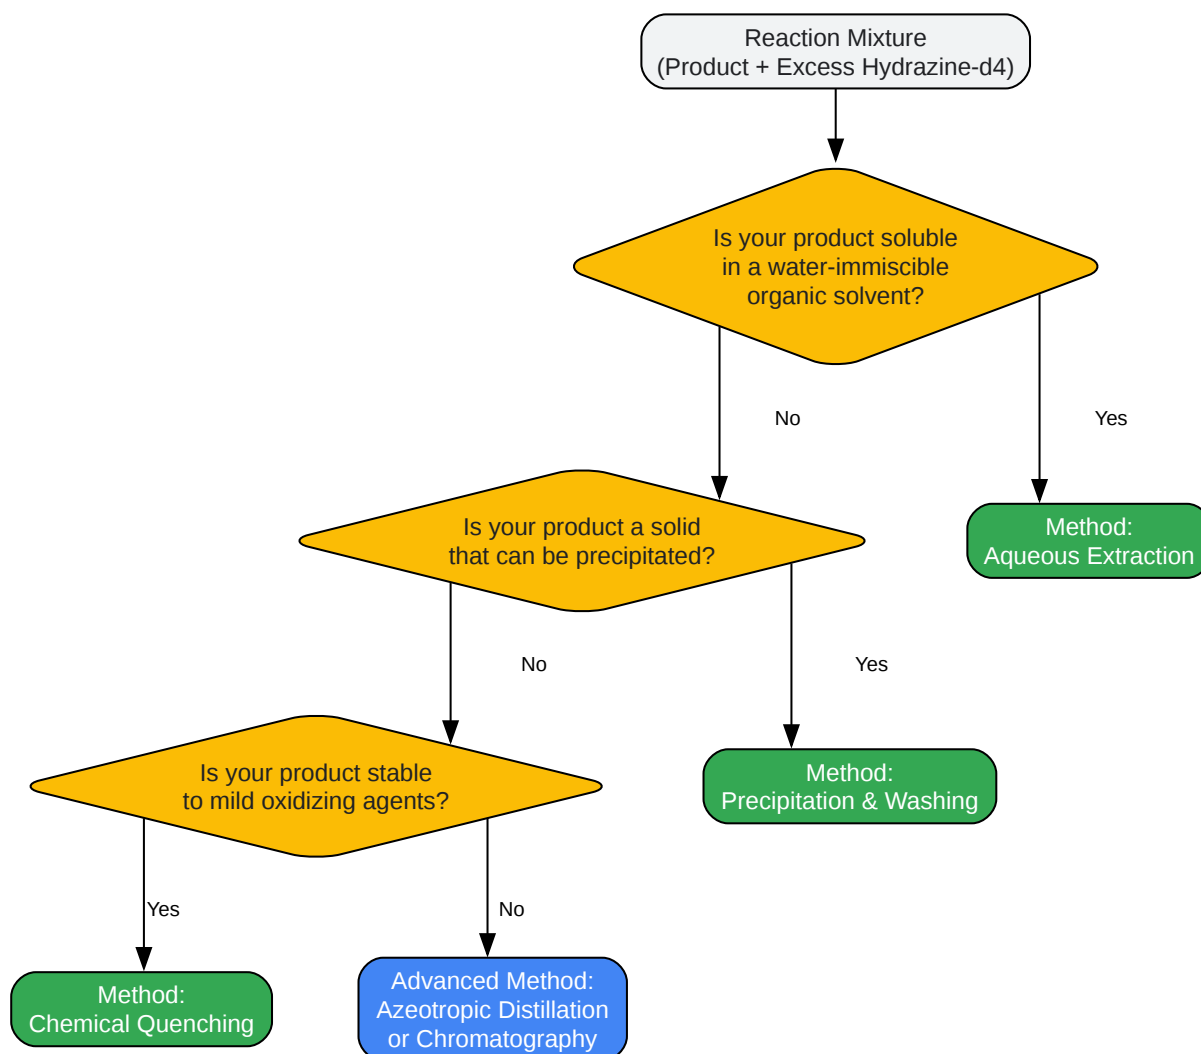 Reaction Mixture
(Product + Excess Hydrazine-d4)
Is your product soluble
in a water-immiscible
organic solvent?
No
Yes
Is your product a solid
that can be precipitated?
Method:
Aqueous Extraction
No
Yes
Is your product stable
to mild oxidizing agents?
Method:
Precipitation & Washing
Yes
No
Method:
Chemical Quenching
Advanced Method:
Azeotropic Distillation
or Chromatography